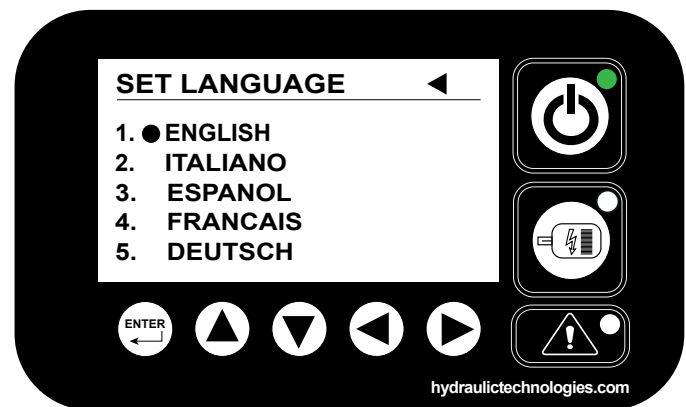 SET LANGUAGE
1. ENGLISH
2. ITALIANO
3. ESPANOL
4. FRANCAIS
5. DEUTSCH
ENTER
hydraulictechnologies.com